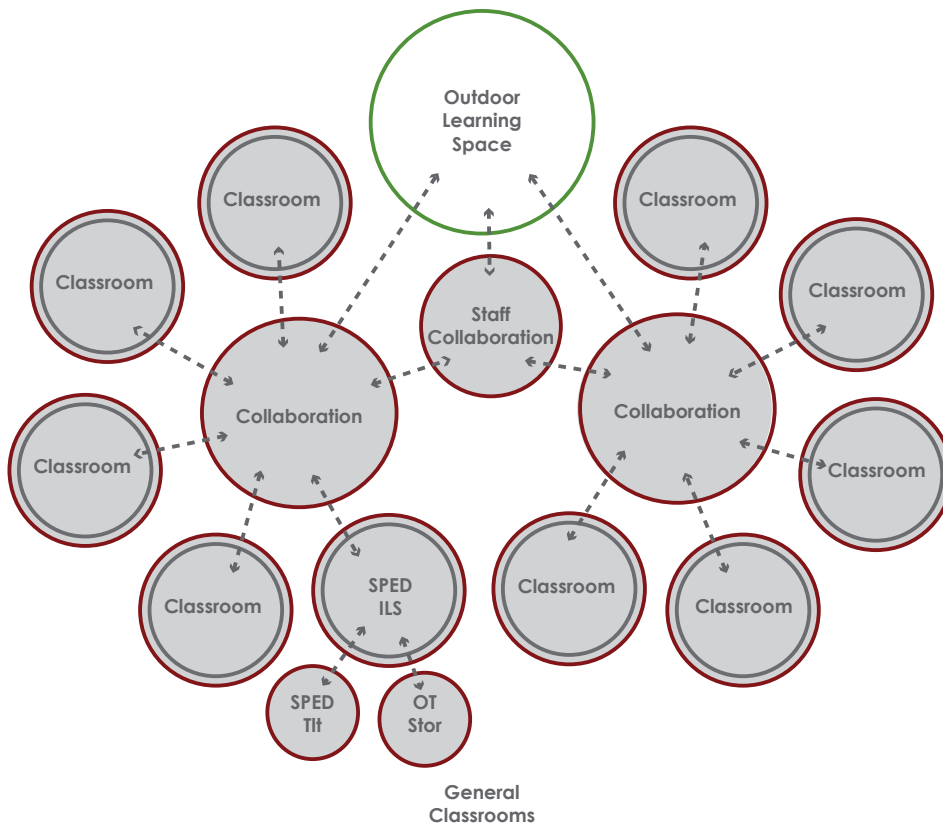 Outdoor
Learning
Space
Classroom
Classroom
Classroom
Classroom
Staff
Collaboration
Collaboration
Collaboration
Classroom
Classroom
SPED
ILS
Classroom
Classroom
Classroom
SPED
Tlt
OT
Stor
General
Classrooms